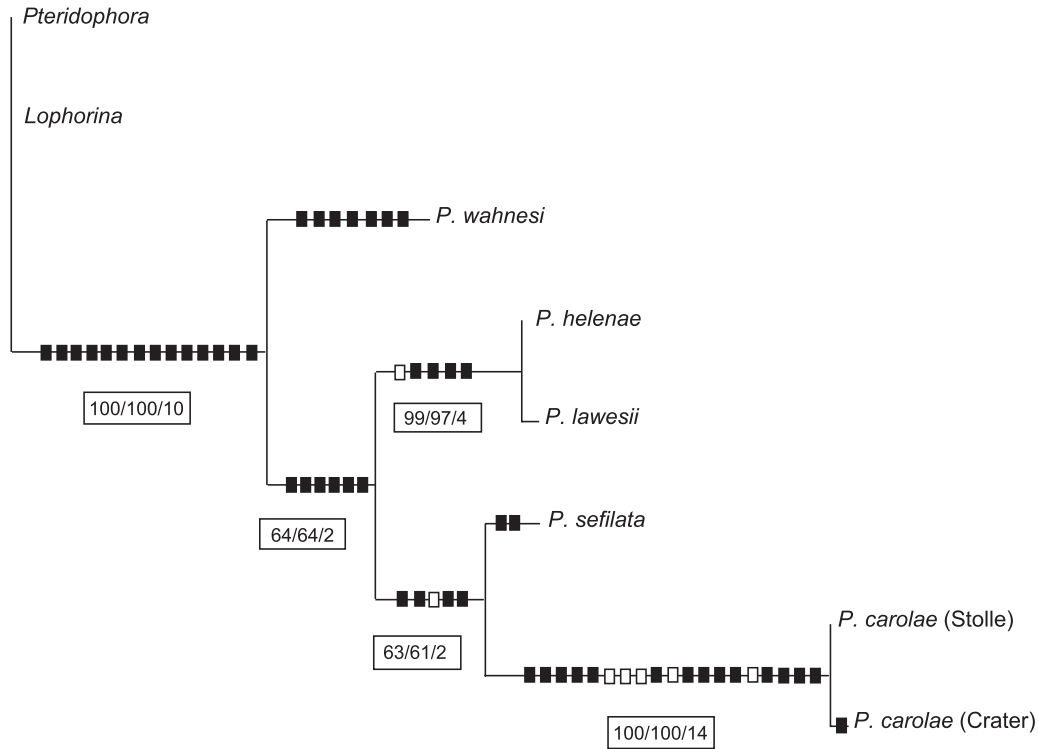 Pteridophora
Lophorina
P. wahnesi
P. helenae
100/100/10
99/97/4
P. lawesii
P. sefilata
64/64/2
P. carolae (Stolle)
63/61/2
P. carolae (Crater)
100/100/14